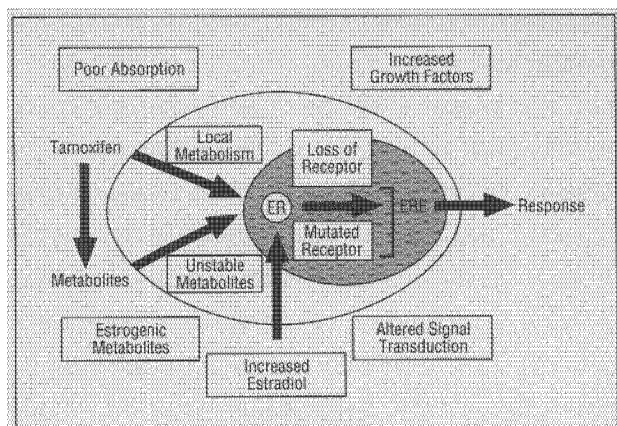 Poor Absorption
Increased
Growth Factors
Tamoxifen
Local
Metabolism
Loss of
Receptor
ER
ERE
Response
Mutated
Receptor
Metabolites
Unstable
Metabolites
Estrogenic
Metabolites
Increased
Estradiol
Altered Signal
Transduction